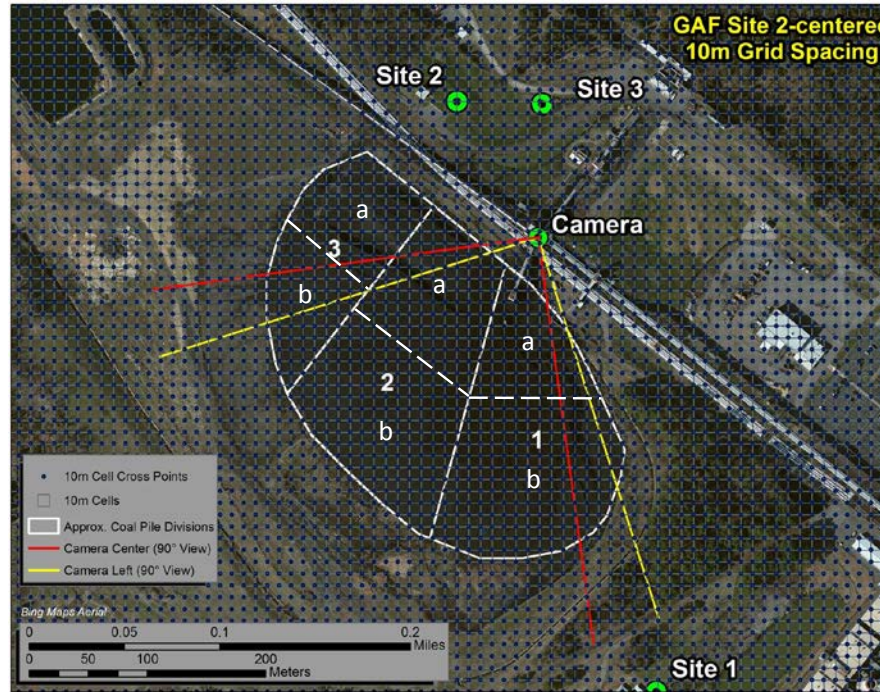 GAF Site 2-centered
10m Grid Spacing
Site 2
Site 3
Camera
a
3
b
a
a
2
b
1
b
10m Cell Cross Points
10m Cells
Approx. Coal Pile Divisions
Camera Center (90° View)
Camera Left (90° View)
Bing Maps Aerial
0 0.05 0.1 0.2
Miles
0 50 100 200
Meters
Site 1